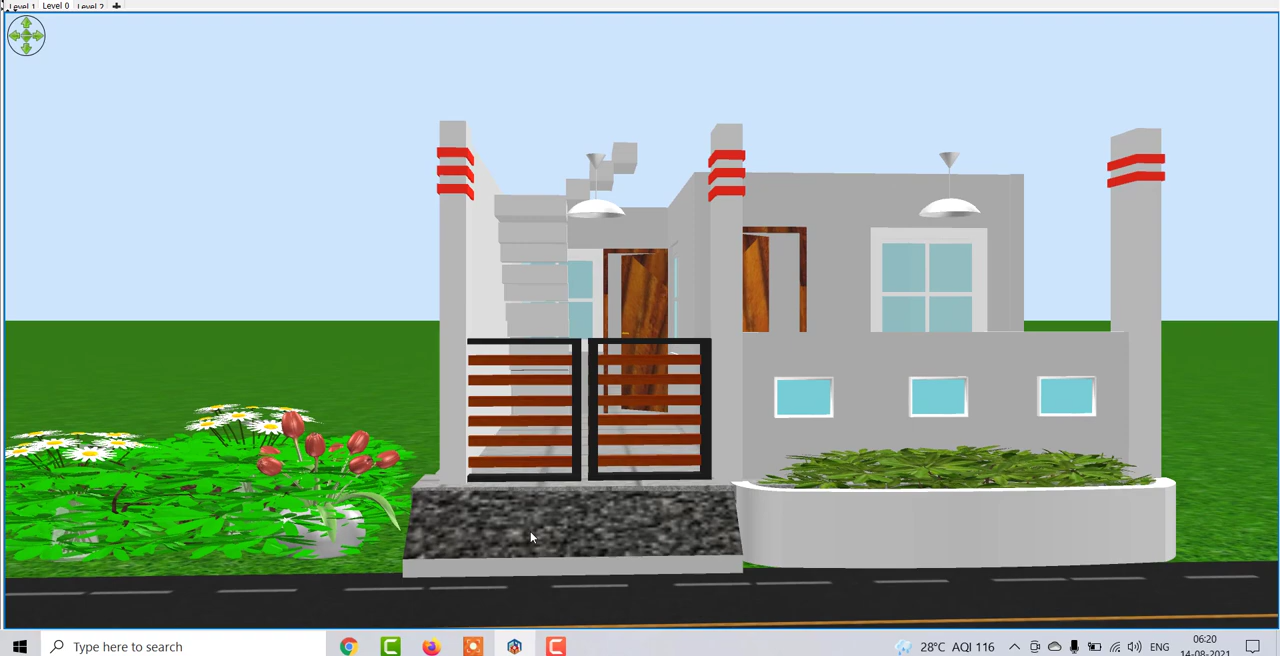 Level 1 Level 0 Level 2
Type here to search
28°C AQI 116
ENG
06:20
14-08-2021